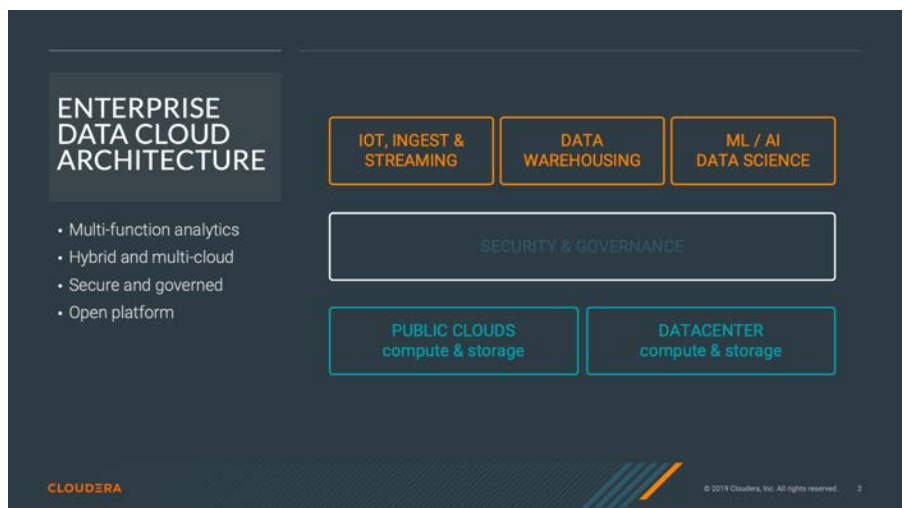 ENTERPRISE
DATA CLOUD
ARCHITECTURE
• Multi-function analytics
• Hybrid and multi-cloud
• Secure and governed
• Open platform
IOT, INGEST &
STREAMING
DATA
WAREHOUSING
ML / AI
DATA SCIENCE
SECURITY & GOVERNANCE
PUBLIC CLOUDS
compute & storage
DATACENTER
compute & storage
CLOUDERA
© 2019 Cloudera, Inc. All rights reserved. 2